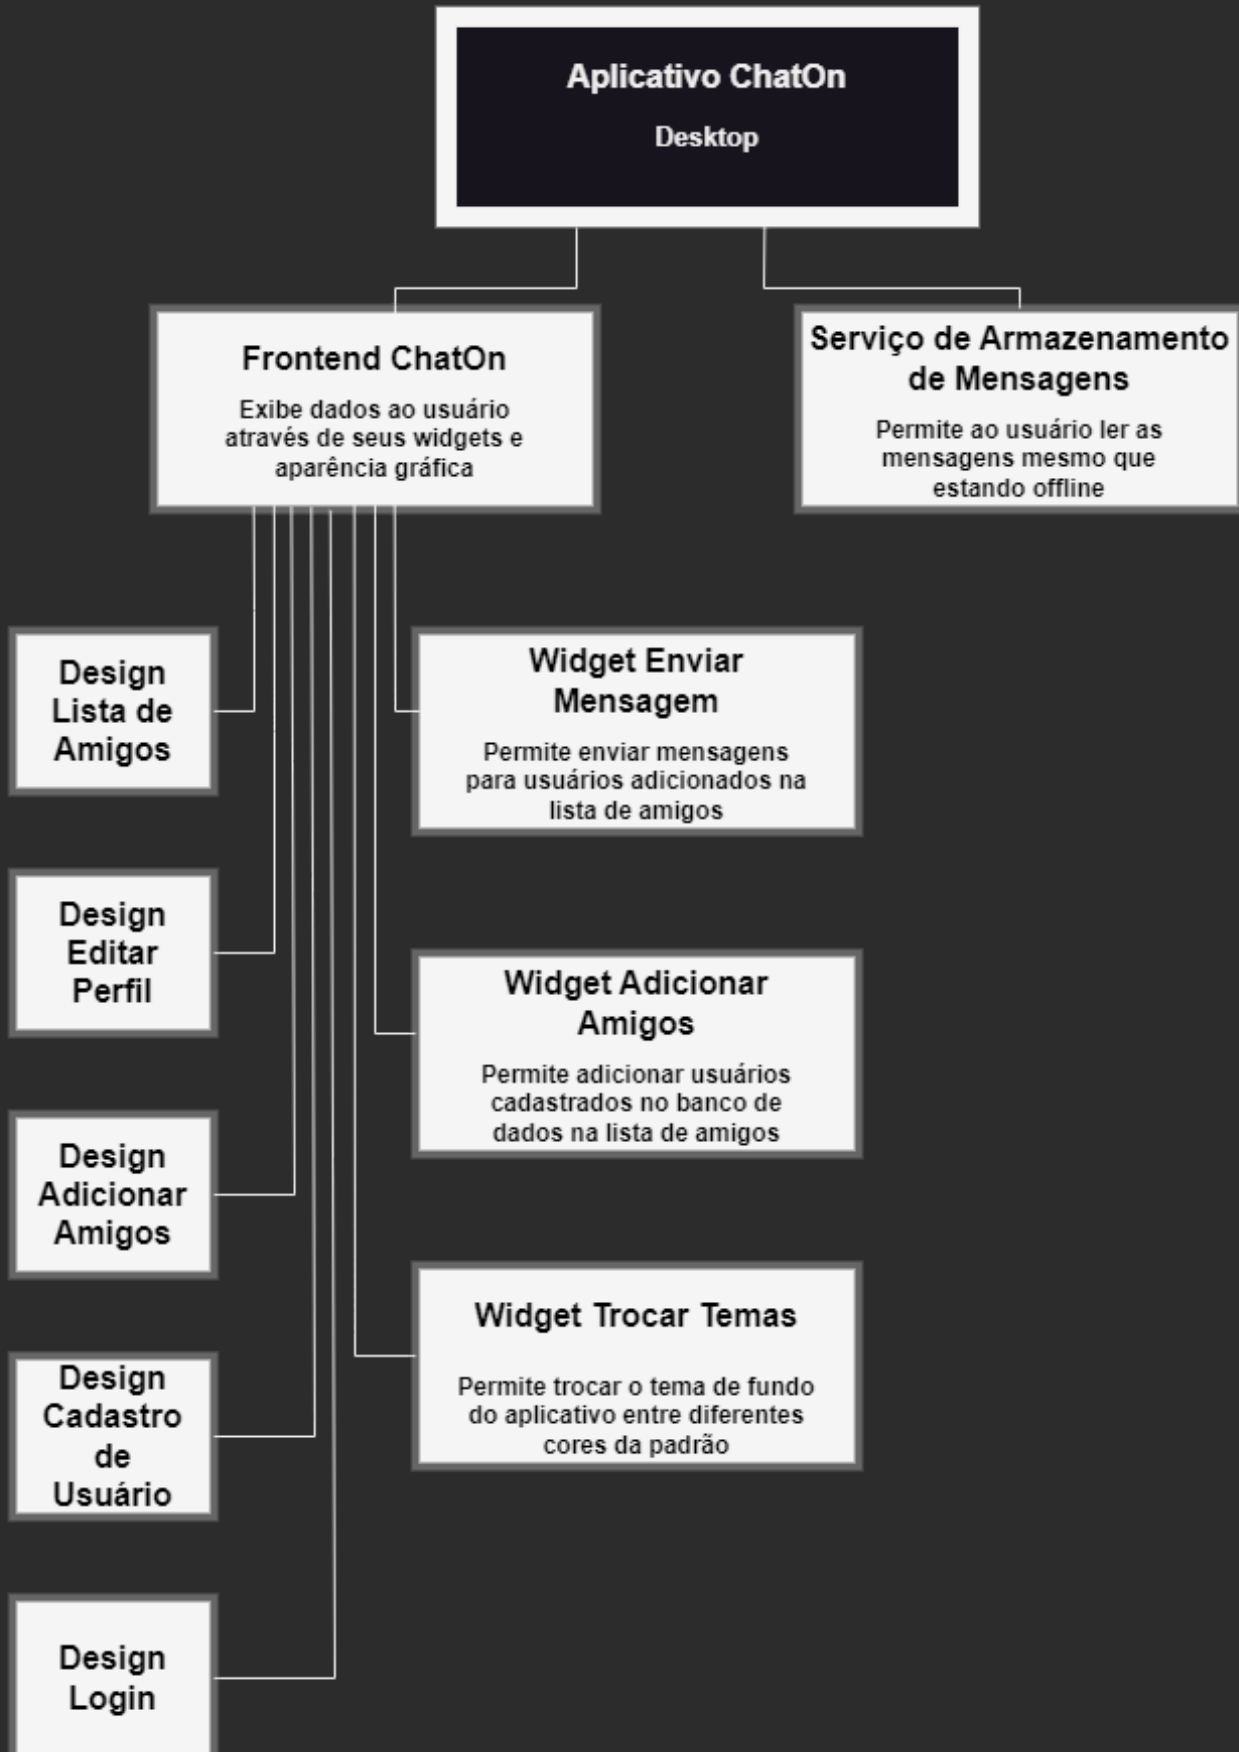 Aplicativo ChatOn
Desktop
Frontend ChatOn
Exibe dados ao usuário
através de seus widgets e
aparência gráfica
Serviço de Armazenamento
de Mensagens
Permite ao usuário ler as
mensagens mesmo que
estando offline
Design
Lista de
Amigos
Widget Enviar
Mensagem
Permite enviar mensagens
para usuários adicionados na
lista de amigos
Design
Editar
Perfil
Widget Adicionar
Amigos
Permite adicionar usuários
cadastrados no banco de
dados na lista de amigos
Design
Adicionar
Amigos
Widget Trocar Temas
Permite trocar o tema de fundo
do aplicativo entre diferentes
cores da padrão
Design
Cadastro
de
Usuário
Design
Login